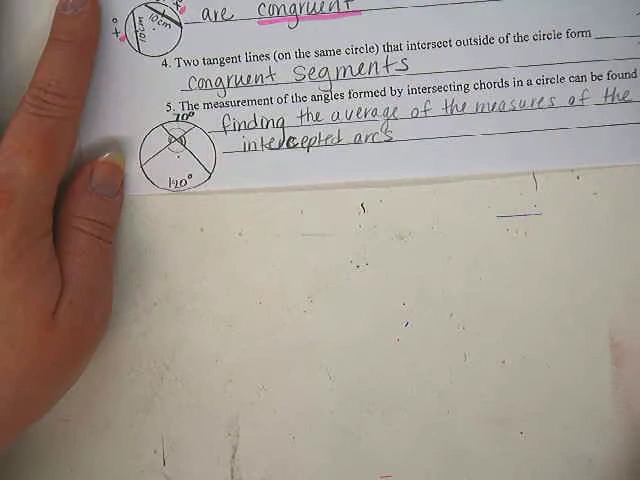 are congruent
10cm
10cm
x°
4. Two tangent lines (on the same circle) that intersect outside of the circle form
congruent segments
5. The measurement of the angles formed by intersecting chords in a circle can be found
70°
finding the average of the measures of the
intercepted arcs
120°